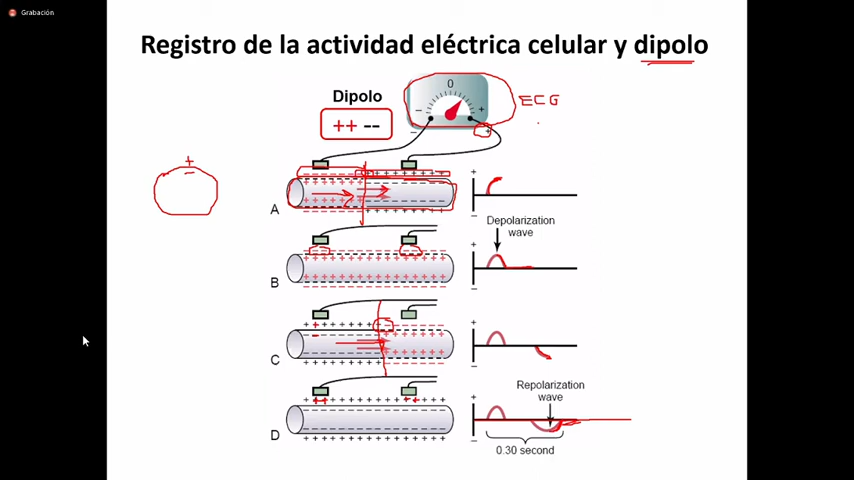 Grabación
Registro de la actividad eléctrica celular y dipolo
Dipolo
++ --
0
- +
- +
ECG
+
-
A
+
-
Depolarization
wave
B
+
-
+
-
C
+
-
Repolarization
wave
D
+
-
0.30 second